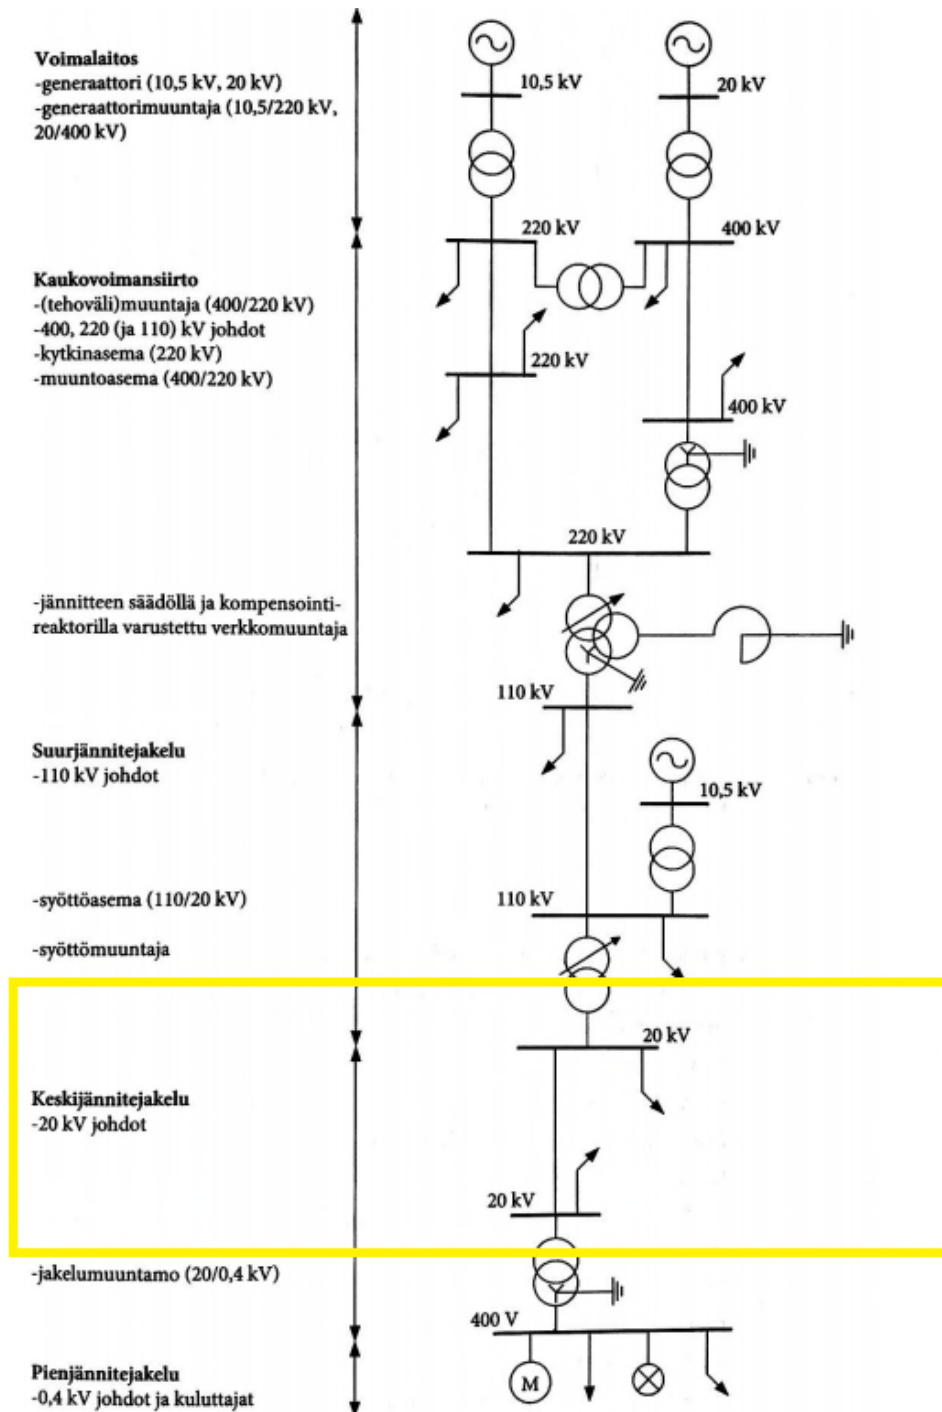 Voimalaitos
-generaattori (10,5 kV, 20 kV)
-generaattorimuuntaja (10,5/220 kV,
20/400 kV)
10,5 kV
20 kV
220 kV
400 kV
Kaukovoimansiirto
-(tehoväli)muuntaja (400/220 kV)
-400, 220 (ja 110) kV johdot
-kytkinasema (220 kV)
-muuntoasema (400/220 kV)
220 kV
400 kV
220 kV
-jännitteen säädöllä ja kompensointi-
reaktorilla varustettu verkkomuuntaja
110 kV
Suurjännitejakelu
-110 kV johdot
10,5 kV
-syöttöasema (110/20 kV)
110 kV
-syöttömuuntaja
20 kV
Keskijännitejakelu
-20 kV johdot
20 kV
-jakelumuuntamo (20/0,4 kV)
400 V
Pienjännitejakelu
-0,4 kV johdot ja kuluttajat
M